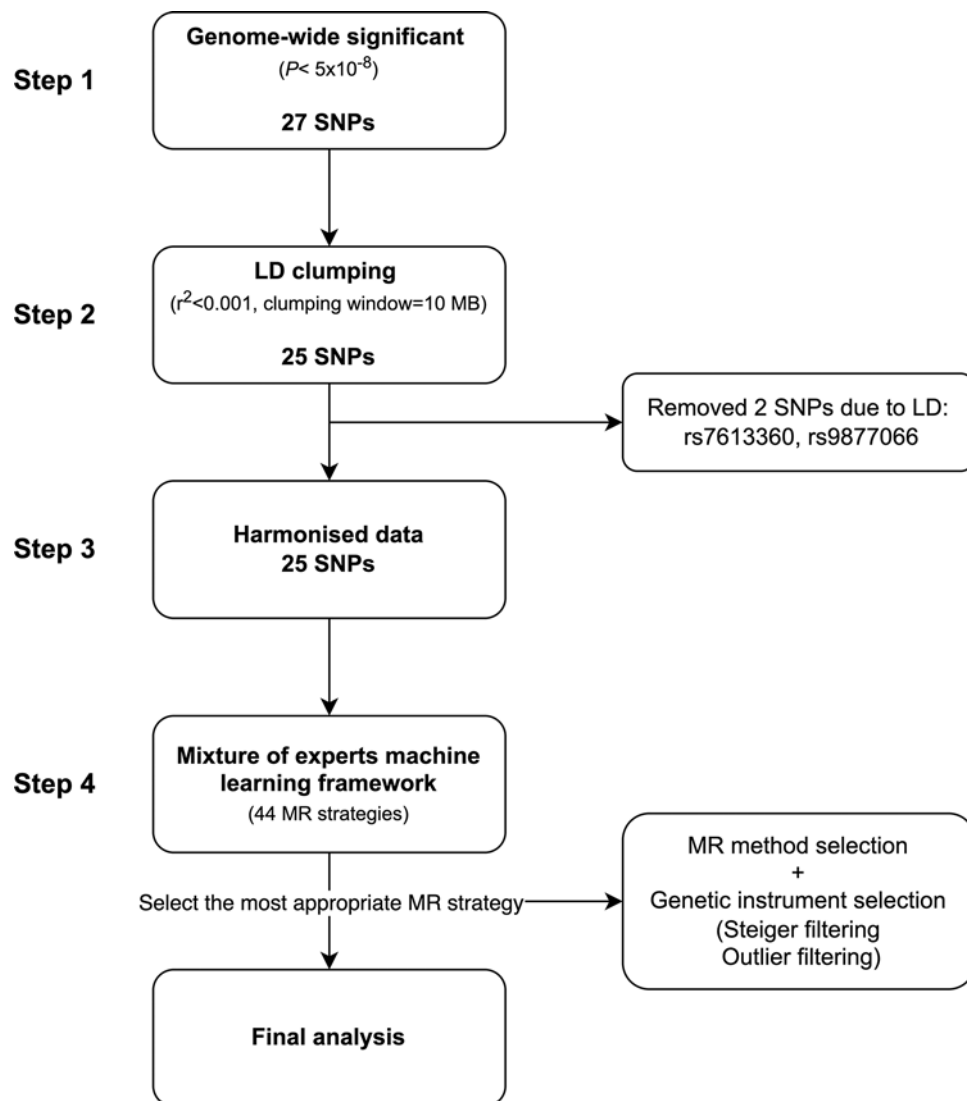 Step 1
Genome-wide significant
(P< 5x10⁻⁸)
27 SNPs
Step 2
LD clumping
(r²<0.001, clumping window=10 MB)
25 SNPs
Removed 2 SNPs due to LD:
rs7613360, rs9877066
Step 3
Harmonised data
25 SNPs
Step 4
Mixture of experts machine
learning framework
(44 MR strategies)
Select the most appropriate MR strategy
MR method selection
+
Genetic instrument selection
(Steiger filtering
Outlier filtering)
Final analysis